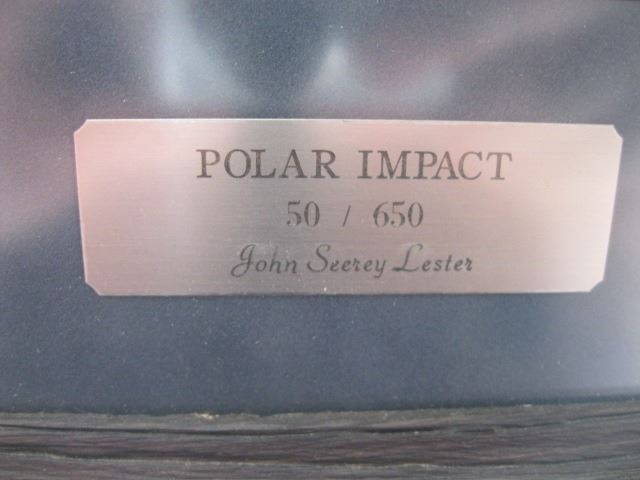 POLAR IMPACT
50 / 650
John Seerey Lester